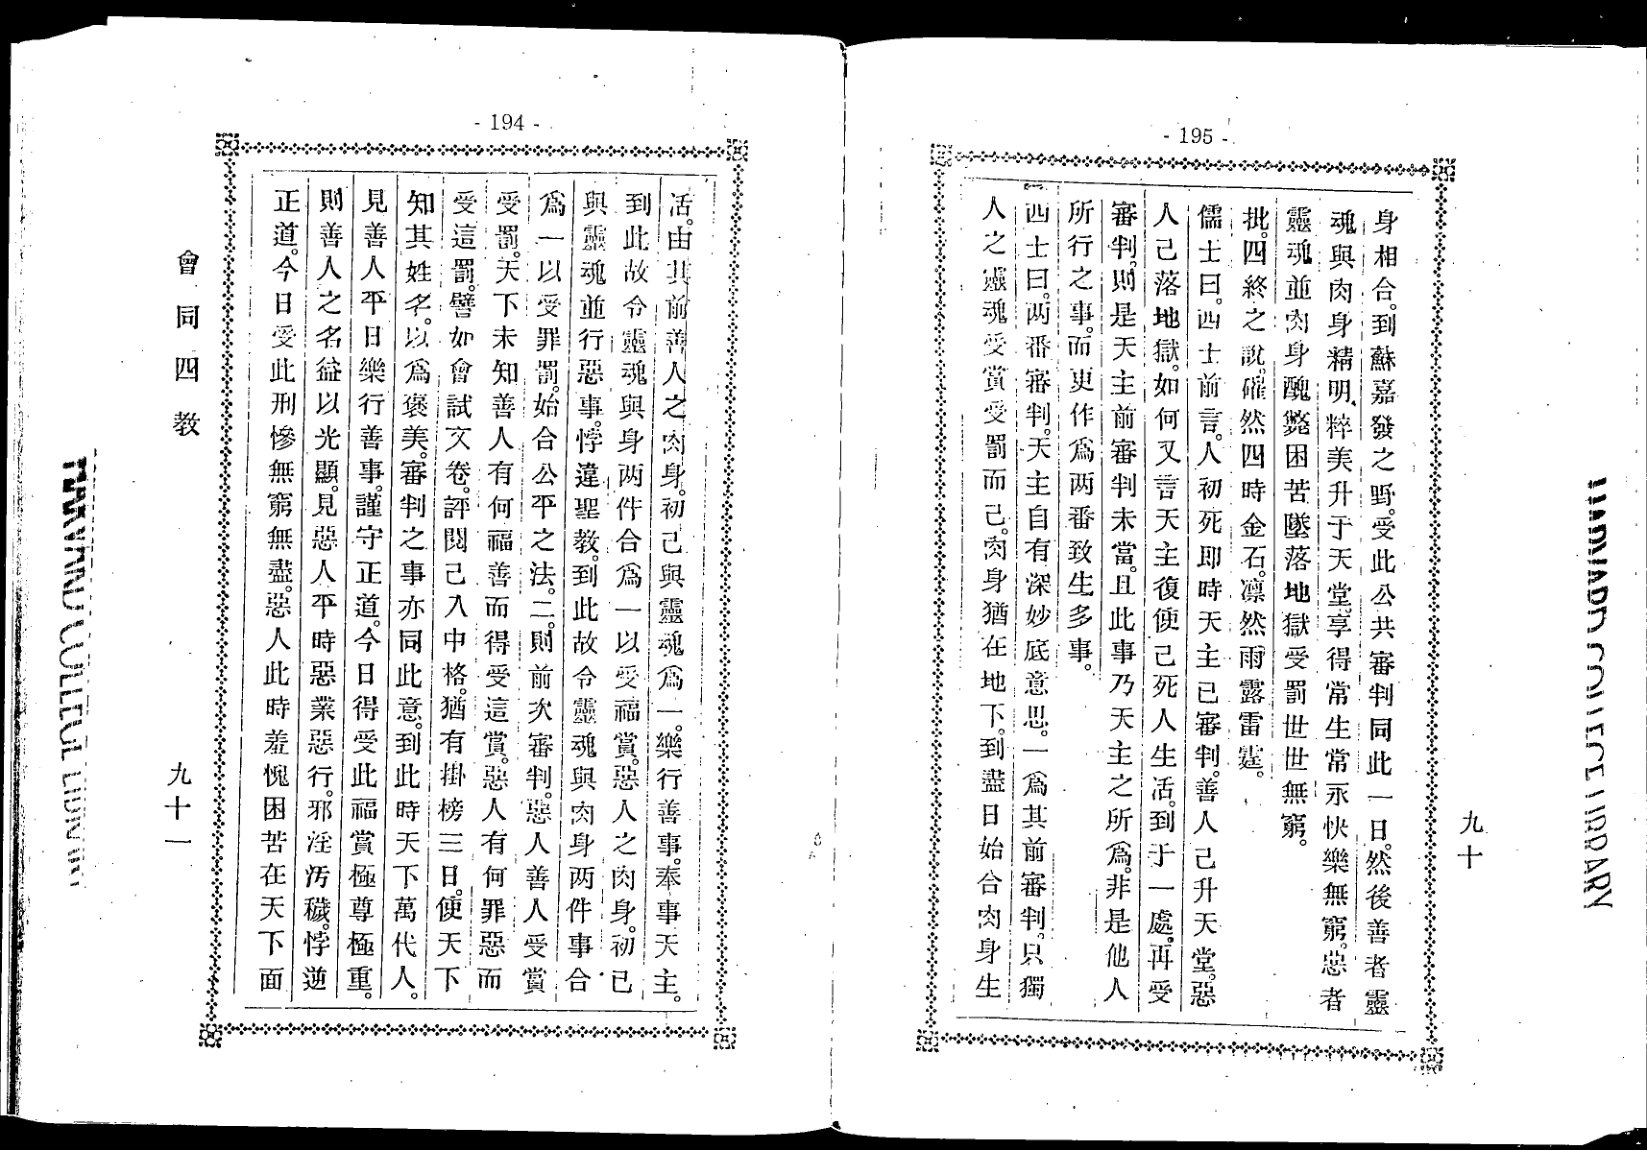 - 195 -
九十
身相合。到蘇嘉發之野。受此公共審判同此一日。然後善者靈
魂與肉身精明、粹美升于天堂享得常生常永快樂無窮。惡者
靈魂並肉身醜斃困苦墜落地獄受罰世世無窮。
批。四終之說。確然四時金石。凛然雨露雷霆。
儒士曰。西士前言。人初死即時天主已審判。善人已升天堂。惡
人己落地獄。如何又言天主復使己死人生活。到于一處。再受
審判。則是天主前審判未當。且此事乃天主之所爲。非是他人
所行之事。而更作爲两番致生多事。
西士曰。两番審判。天主自有深妙底意思。一爲其前審判。只獨
人之靈魂受賞受罰而己。肉身猶在地下。到盡日始合肉身生
- 194 -
活。由其前善人之肉身。初己與靈魂爲一。樂行善事。奉事天主。
到此故令靈魂與身两件合爲一以受福賞。惡人之肉身。初已
與靈魂並行惡事。悖違聖教。到此故令靈魂與肉身两件事合
爲一以受罪罰。始合公平之法。二。則前次審判。惡人善人受賞
受罰。天下未知善人有何福善而得受這賞。惡人有何罪惡而
受這罰。譬如會試文卷。評閱己入中格。猶有掛榜三日。使天下
知其姓名。以爲褒美。審判之事亦同此意。到此時天下萬代人。
見善人平日樂行善事。謹守正道。今日得受此福賞極尊極重。
則善人之名益以光顯。見惡人平時惡業惡行。邪淫污穢。悖逆
正道。今日受此刑慘無窮無盡。惡人此時羞愧困苦在天下面
會同四教
九十一
HARVARD COLLEGE LIBRARY
HARVARD COLLEGE LIBRARY